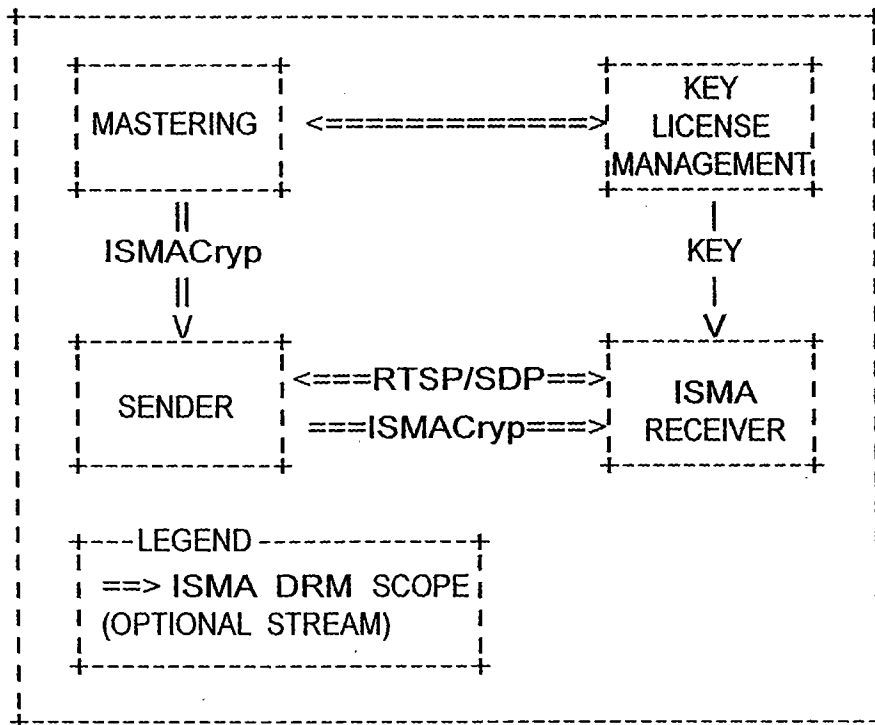 MASTERING <=============> KEY
LICENSE
MANAGEMENT
||
ISMACryp
||
V
|
KEY
|
V
SENDER
<===RTSP/SDP==>
===ISMACryp===>
ISMA
RECEIVER
LEGEND
==> ISMA DRM SCOPE
(OPTIONAL STREAM)